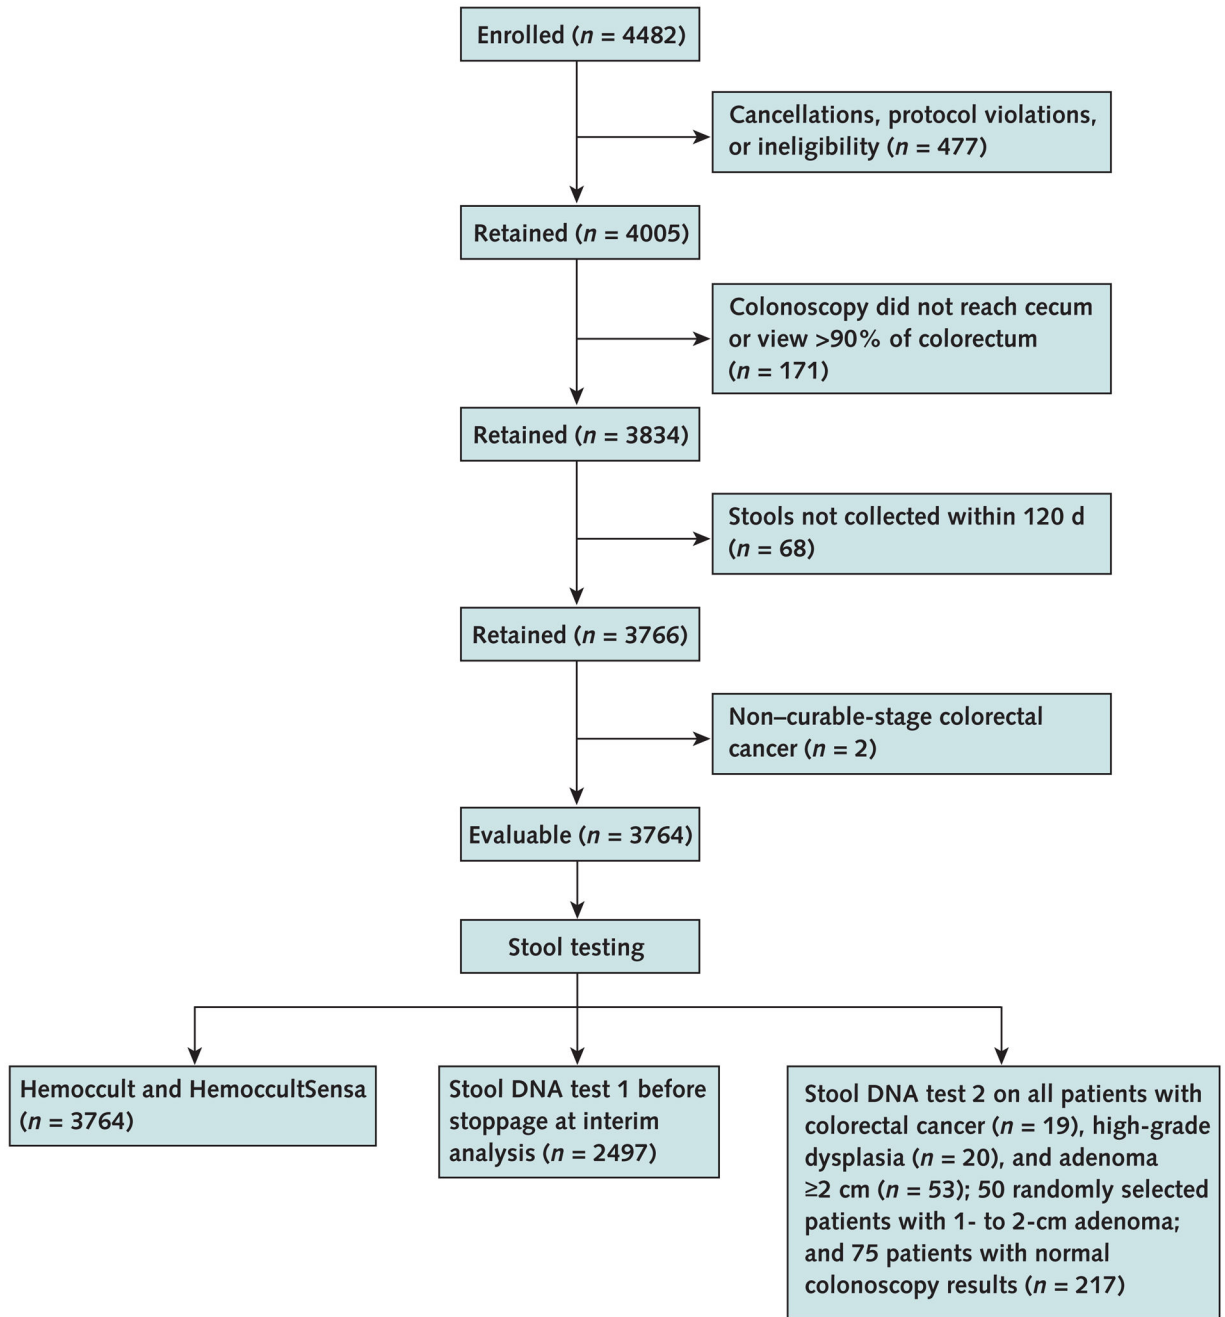 Enrolled (n = 4482)
Cancellations, protocol violations,
or ineligibility (n = 477)
Retained (n = 4005)
Colonoscopy did not reach cecum
or view >90% of colorectum
(n = 171)
Retained (n = 3834)
Stools not collected within 120 d
(n = 68)
Retained (n = 3766)
Non–curable-stage colorectal
cancer (n = 2)
Evaluable (n = 3764)
Stool testing
Hemoccult and HemoccultSensa
(n = 3764)
Stool DNA test 1 before
stoppage at interim
analysis (n = 2497)
Stool DNA test 2 on all patients with
colorectal cancer (n = 19), high-grade
dysplasia (n = 20), and adenoma
≥2 cm (n = 53); 50 randomly selected
patients with 1- to 2-cm adenoma;
and 75 patients with normal
colonoscopy results (n = 217)